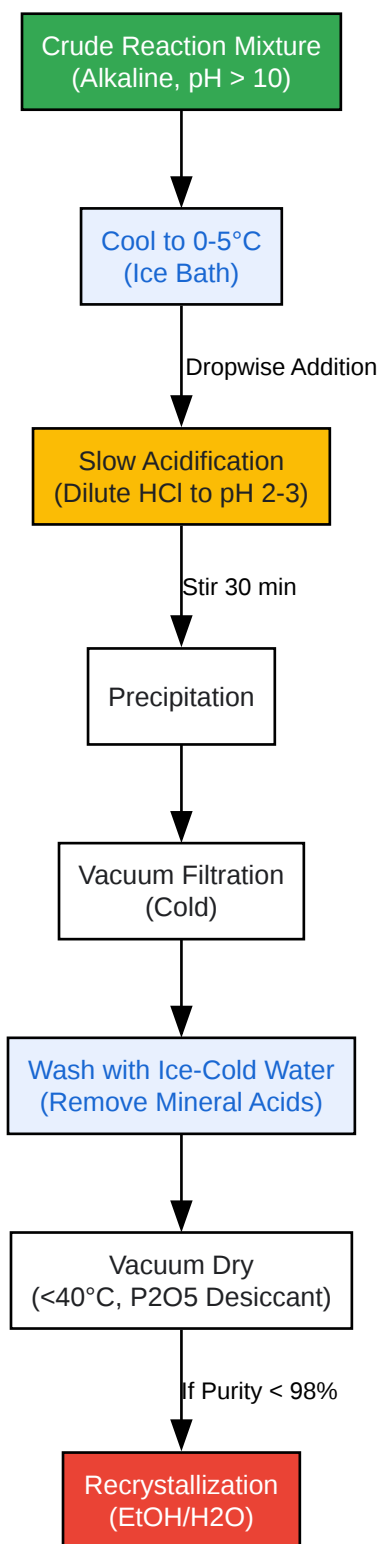 Crude Reaction Mixture
(Alkaline, pH > 10)
Cool to 0-5°C
(Ice Bath)
Dropwise Addition
Slow Acidification
(Dilute HCl to pH 2-3)
Stir 30 min
Precipitation
Vacuum Filtration
(Cold)
Wash with Ice-Cold Water
(Remove Mineral Acids)
Vacuum Dry
(<40°C, P2O5 Desiccant)
If Purity < 98%
Recrystallization
(EtOH/H2O)